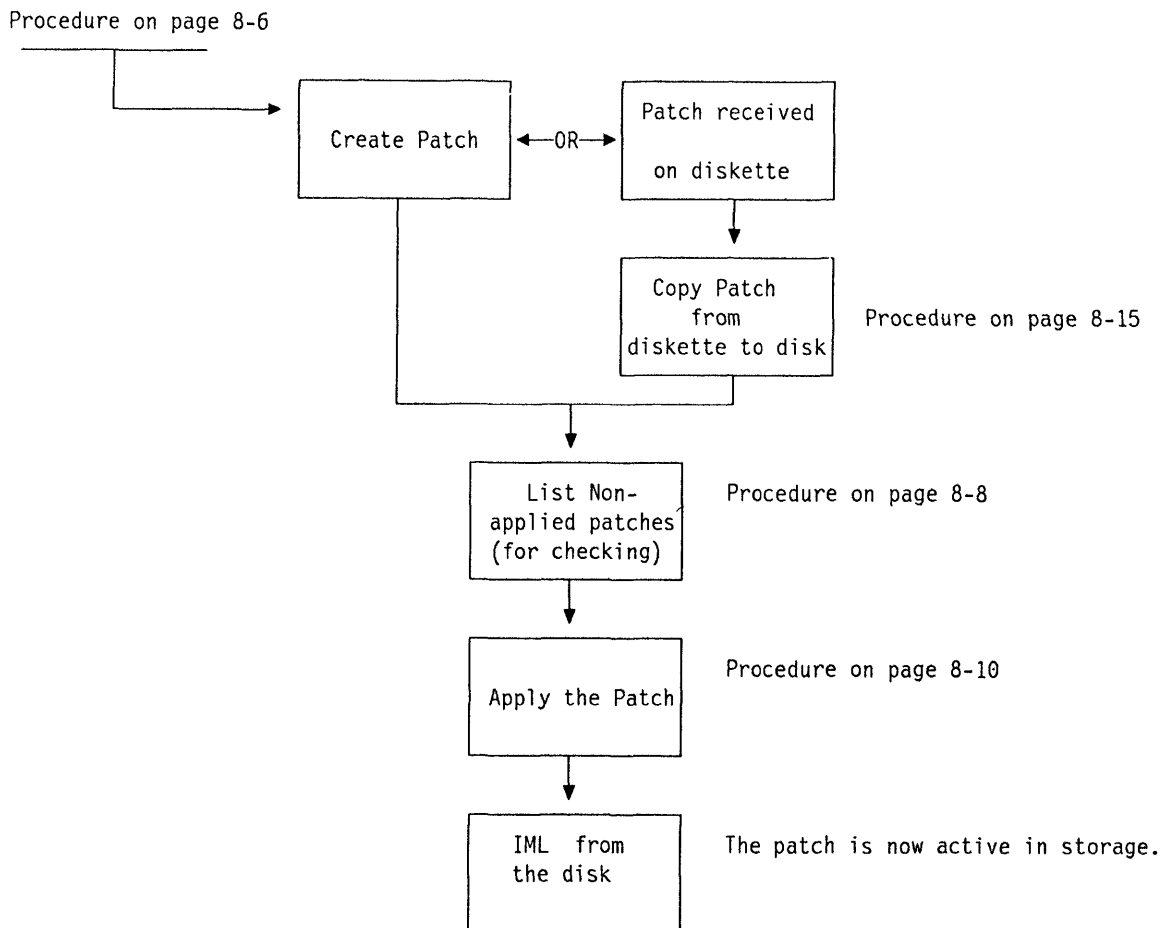 Procedure on page 8-6
Create Patch
OR
Patch received
on diskette
Copy Patch
from
diskette to disk
Procedure on page 8-15
List Non-
applied patches
(for checking)
Procedure on page 8-8
Apply the Patch
Procedure on page 8-10
IML from
the disk
The patch is now active in storage.